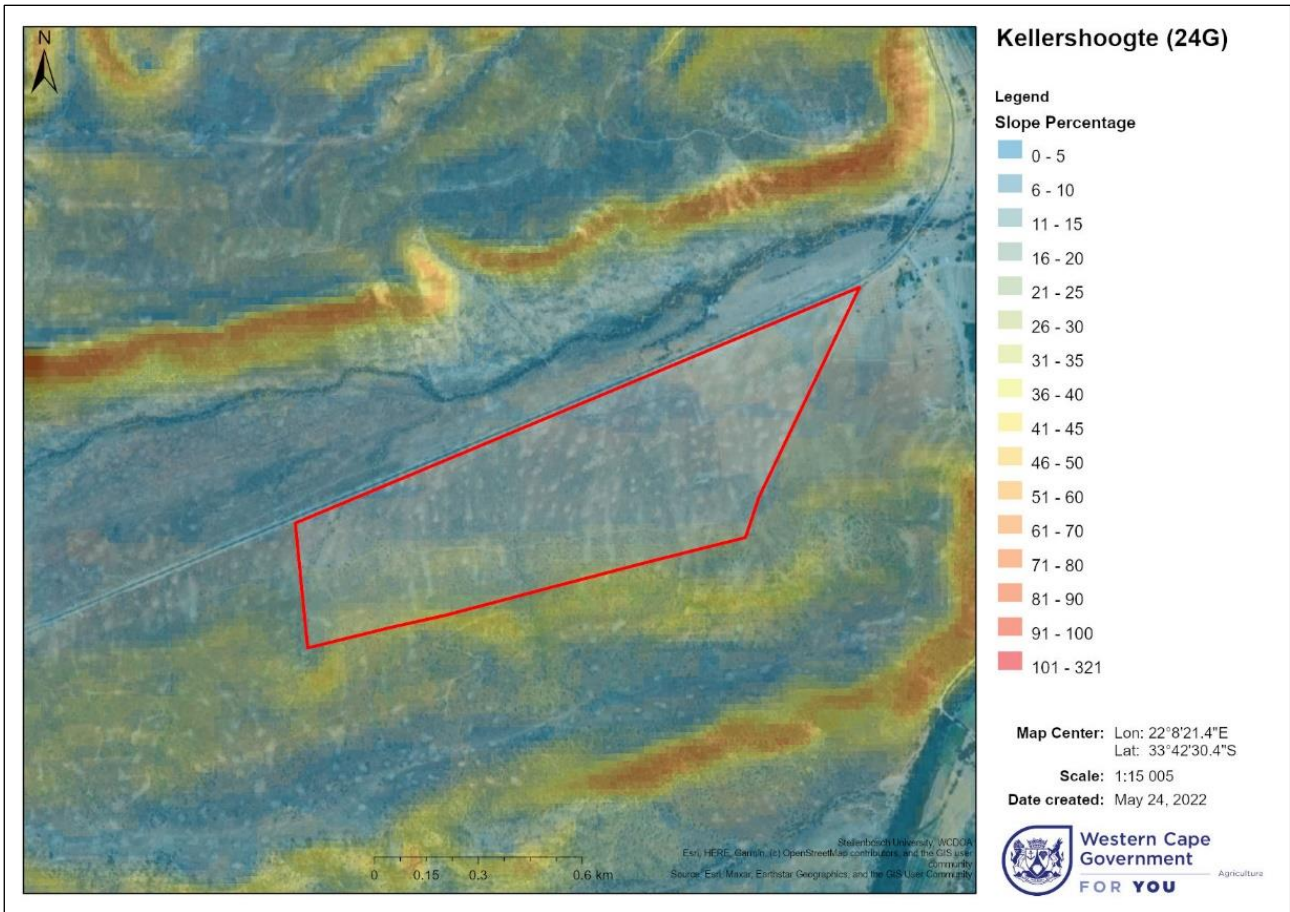 Kellershoogte (24G)
N
Legend
Slope Percentage
0 - 5
6 - 10
11 - 15
16 - 20
21 - 25
26 - 30
31 - 35
36 - 40
41 - 45
46 - 50
51 - 60
61 - 70
71 - 80
81 - 90
91 - 100
101 - 321
Map Center: Lon: 22°8'21.4"E
Lat: 33°42'30.4"S
Scale: 1:15 005
Date created: May 24, 2022
Stellenbosch University, WCDOA
Esri, HERE, Garmin, (c) OpenStreetMap contributors, and the GIS user
community
Source: Esri, Maxar, Earthstar Geographics, and the GIS User Community
0 0.15 0.3 0.6 km
Western Cape
Government
Agriculture
FOR YOU